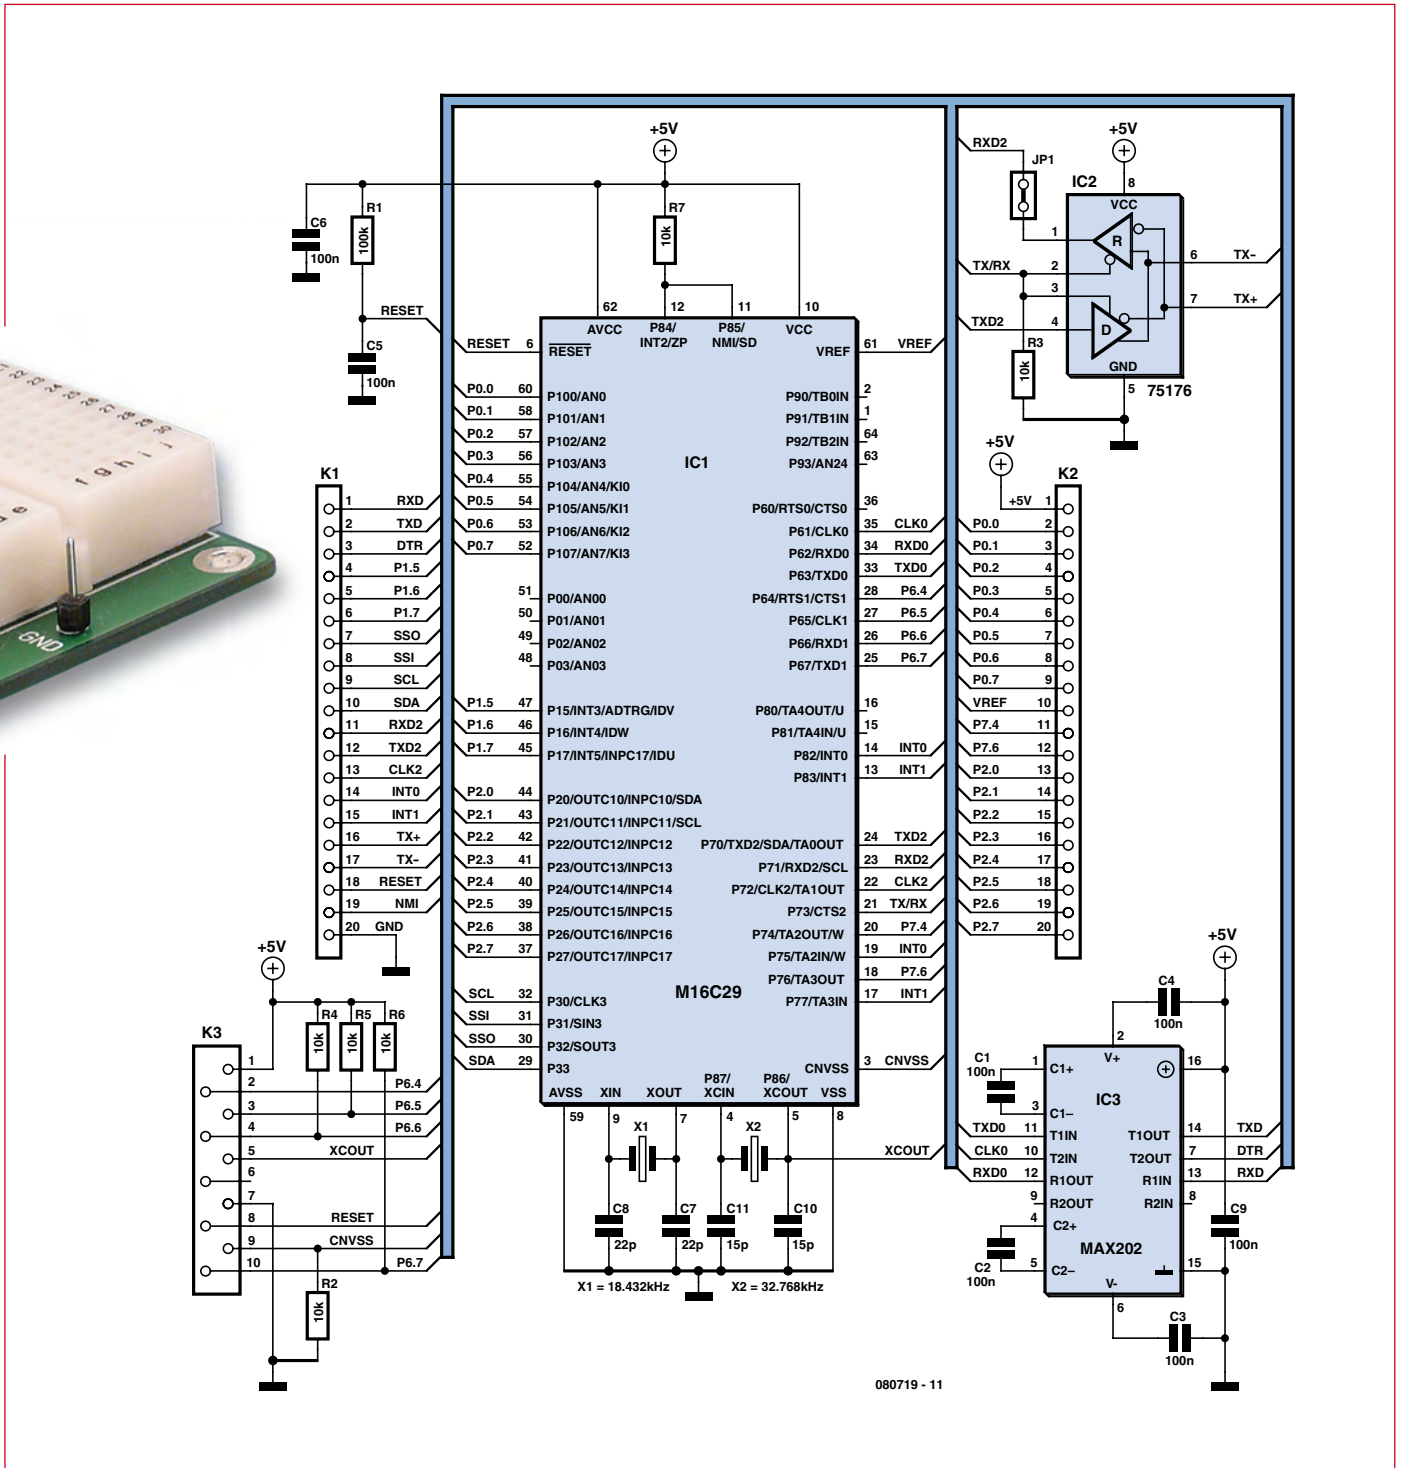 +5V
RXD2
JP1
+5V
IC2
8
VCC
R
1
6 TX–
TX/RX 2
3
7 TX+
TXD2 4
D
R3
10k
GND
5
75176
C6
100n
R1
100k
R7
10k
RESET
C5
100n
62
12
11
10
AVCC
P84/
INT2/ZP
P85/
NMI/SD
VCC
RESET 6 RESET
VREF 61 VREF
P0.0 60 P100/AN0
P0.1 58 P101/AN1
P0.2 57 P102/AN2
P0.3 56 P103/AN3
P0.4 55 P104/AN4/KI0
P0.5 54 P105/AN5/KI1
P0.6 53 P106/AN6/KI2
P0.7 52 P107/AN7/KI3
51 P00/AN00
50 P01/AN01
49 P02/AN02
48 P03/AN03
P1.5 47 P15/INT3/ADTRG/IDV
P1.6 46 P16/INT4/IDW
P1.7 45 P17/INT5/INPC17/IDU
P2.0 44 P20/OUTC10/INPC10/SDA
P2.1 43 P21/OUTC11/INPC11/SCL
P2.2 42 P22/OUTC12/INPC12
P2.3 41 P23/OUTC13/INPC13
P2.4 40 P24/OUTC14/INPC14
P2.5 39 P25/OUTC15/INPC15
P2.6 38 P26/OUTC16/INPC16
P2.7 37 P27/OUTC17/INPC17
SCL 32 P30/CLK3
SSI 31 P31/SIN3
SSO 30 P32/SOUT3
SDA 29 P33
IC1
M16C29
P90/TB0IN 2
P91/TB1IN 1
P92/TB2IN 64
P93/AN24 63
P60/RTS0/CTS0 36
P61/CLK0 35 CLK0
P62/RXD0 34 RXD0
P63/TXD0 33 TXD0
P64/RTS1/CTS1 28 P6.4
P65/CLK1 27 P6.5
P66/RXD1 26 P6.6
P67/TXD1 25 P6.7
P80/TA4OUT/U 16
P81/TA4IN/U 15
P82/INT0 14 INT0
P83/INT1 13 INT1
P70/TXD2/SDA/TA0OUT 24 TXD2
P71/RXD2/SCL 23 RXD2
P72/CLK2/TA1OUT 22 CLK2
P73/CTS2 21 TX/RX
P74/TA2OUT/W 20 P7.4
P75/TA2IN/W 19 INT0
P76/TA3OUT 18 P7.6
P77/TA3IN 17 INT1
CNVSS 3 CNVSS
AVSS
XIN
XOUT
P87/
XCIN
P86/
XCOUT
VSS
59
9
7
4
5
8
X1
X2
XCOUT
C8
22p
C7
22p
C11
15p
C10
15p
X1 = 18.432kHz
X2 = 32.768kHz
K1
1 RXD
2 TXD
3 DTR
4 P1.5
5 P1.6
6 P1.7
7 SSO
8 SSI
9 SCL
10 SDA
11 RXD2
12 TXD2
13 CLK2
14 INT0
15 INT1
16 TX+
17 TX–
18 RESET
19 NMI
20 GND
+5V
K2
+5V 1
P0.0 2
P0.1 3
P0.2 4
P0.3 5
P0.4 6
P0.5 7
P0.6 8
P0.7 9
VREF 10
P7.4 11
P7.6 12
P2.0 13
P2.1 14
P2.2 15
P2.3 16
P2.4 17
P2.5 18
P2.6 19
P2.7 20
+5V
R4
10k
R5
10k
R6
10k
K3
1
2 P6.4
3 P6.5
4 P6.6
5 XCOUT
6
7
8 RESET
9 CNVSS
10 P6.7
R2
10k
+5V
C4
100n
2
V+
C1
100n
1 C1+
16
3 C1–
IC3
TXD0 11 T1IN
T1OUT 14 TXD
CLK0 10 T2IN
T2OUT 7 DTR
RXD0 12 R1OUT
R1IN 13 RXD
9 R2OUT
R2IN 8
4 C2+
C2
100n
MAX202
5 C2–
15
V-
6
C9
100n
C3
100n
080719 - 11
GND
f g h i j
e